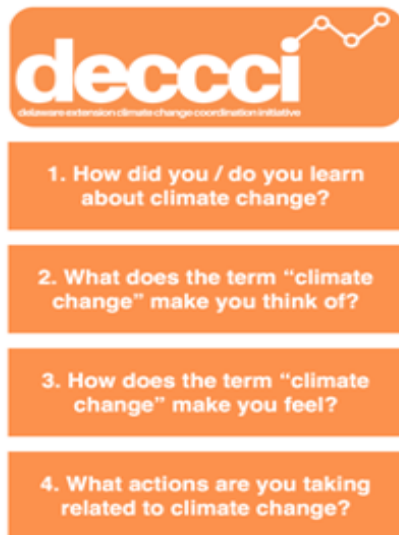 deccci
delaware extension climate change coordination initiative
1. How did you / do you learn
about climate change?
2. What does the term “climate
change” make you think of?
3. How does the term “climate
change” make you feel?
4. What actions are you taking
related to climate change?